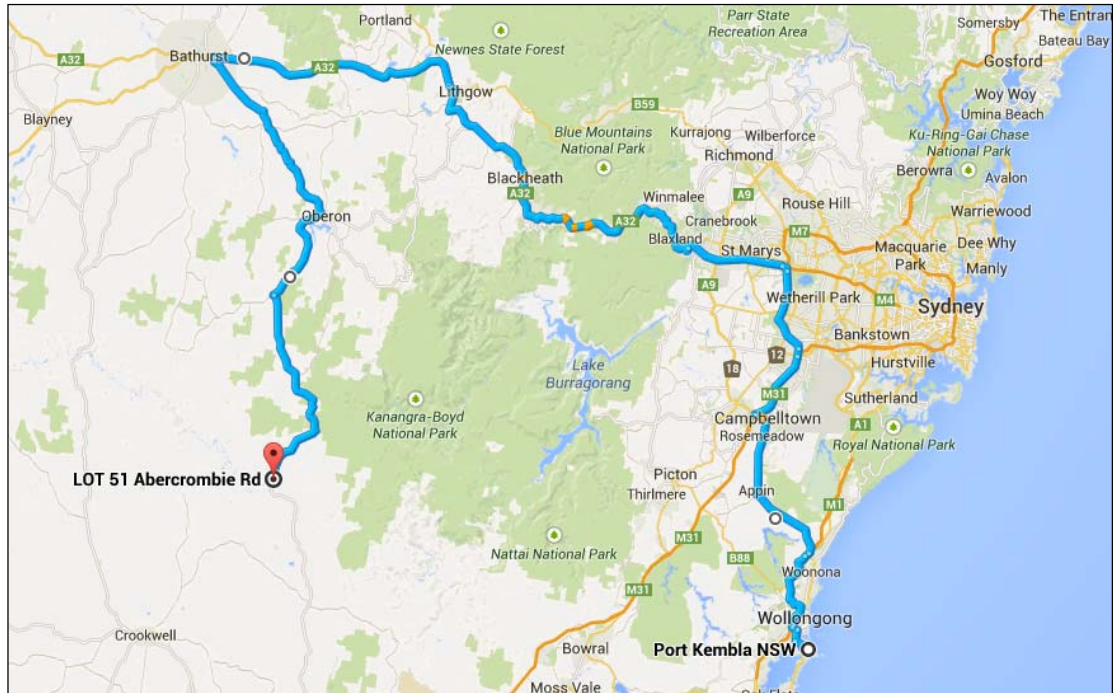 Portland
Newnes State Forest
Parr State
Recreation Area
Somersby
The Entran
Bateau Bay
Gosford
A32
Bathurst
A32
Lithgow
B59
Woy Woy
Umina Beach
Blayney
Blue Mountains
National Park
Kurrajong
Wilberforce
Richmond
Ku-Ring-Gai Chase
National Park
Berowra
Avalon
Blackheath
A32
Winmalee
A9
Rouse Hill
Warriewood
Oberon
A32
Cranebrook
Blaxland
M7
Macquarie
Park
Dee Why
Manly
St Marys
A9
Wetherill Park
M4
Sydney
Bankstown
Lake
Burragorang
12
18
Hurstville
M31
Sutherland
Kanangra-Boyd
National Park
Campbelltown
Rosemeadow
A1
Royal National Park
LOT 51 Abercrombie Rd
Picton
Thirlmere
Appin
M1
Nattai National Park
M31
B88
Woonona
M31
Wollongong
Crookwell
Bowral
Port Kembla NSW
Moss Vale